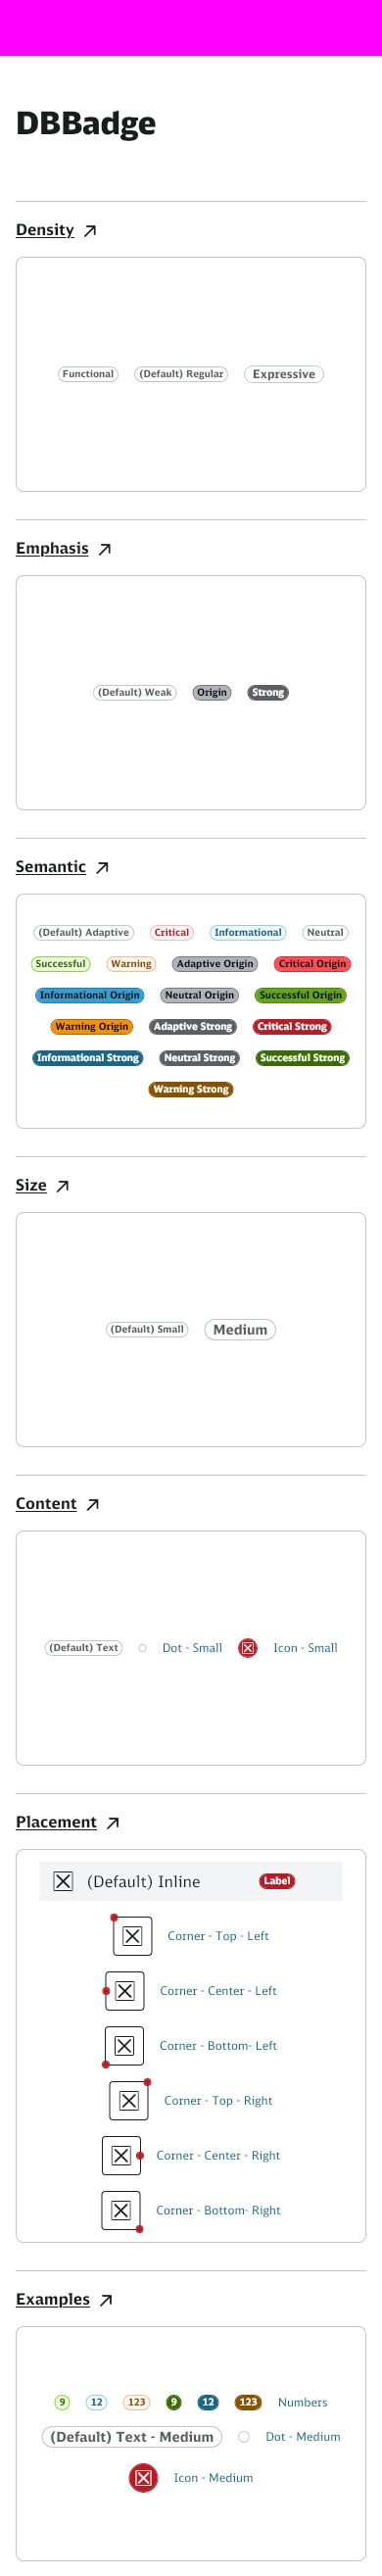 DBBadge
Density
Functional (Default) Regular Expressive
Emphasis
(Default) Weak Origin Strong
Semantic
(Default) Adaptive Critical Informational Neutral
Successful Warning Adaptive Origin Critical Origin
Informational Origin Neutral Origin Successful Origin
Warning Origin Adaptive Strong Critical Strong
Informational Strong Neutral Strong Successful Strong
Warning Strong
Size
(Default) Small Medium
Content
(Default) Text Dot - Small Icon - Small
Placement
(Default) Inline Label
Corner - Top - Left
Corner - Center - Left
Corner - Bottom- Left
Corner - Top - Right
Corner - Center - Right
Corner - Bottom- Right
Examples
9 12 123 9 12 123 Numbers
(Default) Text - Medium Dot - Medium
Icon - Medium